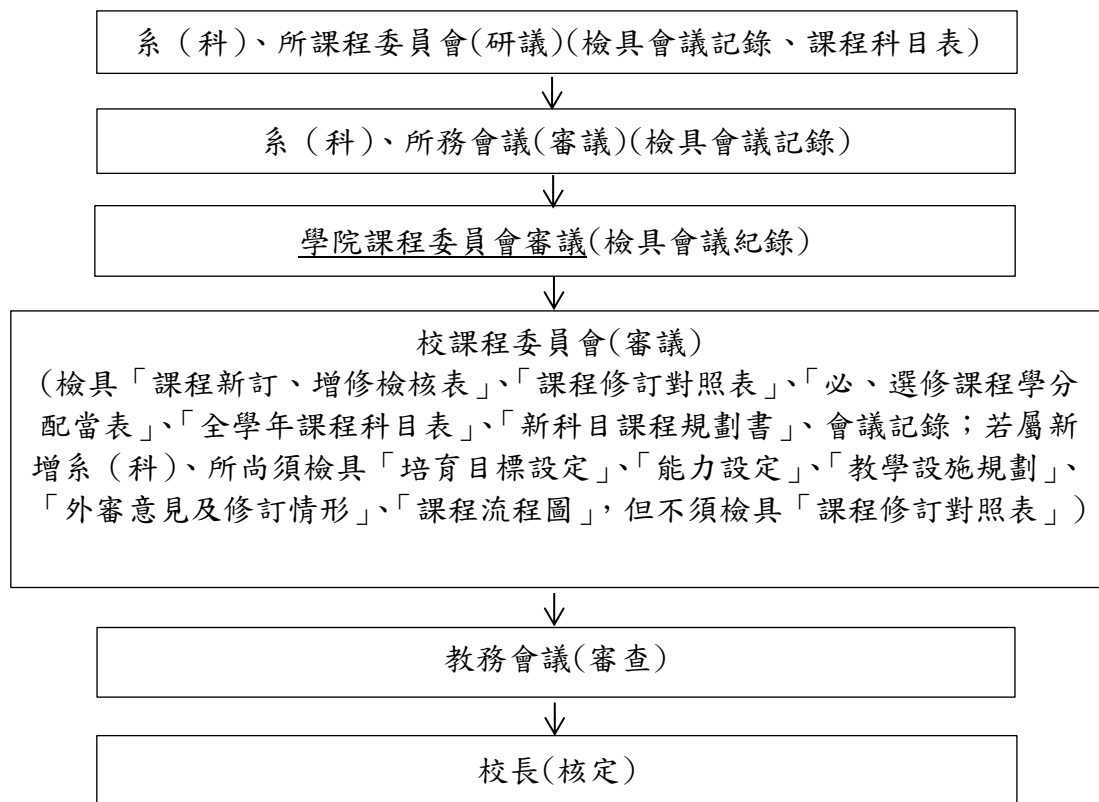 系（科）、所課程委員會(研議)(檢具會議記錄、課程科目表)
系（科）、所務會議(審議)(檢具會議記錄)
學院課程委員會審議(檢具會議紀錄)
校課程委員會(審議)
(檢具「課程新訂、增修檢核表」、「課程修訂對照表」、「必、選修課程學分
配當表」、「全學年課程科目表」、「新科目課程規劃書」、會議記錄；若屬新
增系（科）、所尚須檢具「培育目標設定」、「能力設定」、「教學設施規劃」、
「外審意見及修訂情形」、「課程流程圖」，但不須檢具「課程修訂對照表」)
教務會議(審查)
校長(核定)